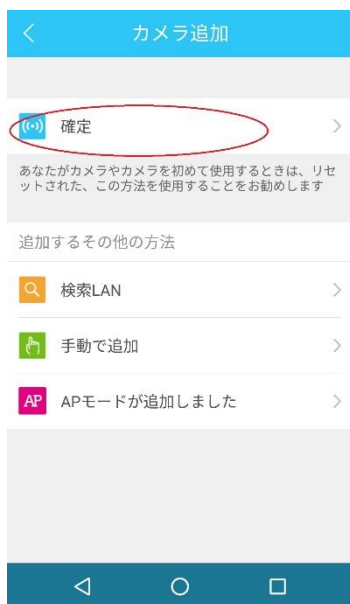 カメラ追加
確定
あなたがカメラやカメラを初めて使用するときは、リセ
ットされた、この方法を使用することをお勧めします
追加するその他の方法
検索LAN
手動で追加
AP APモードが追加しました